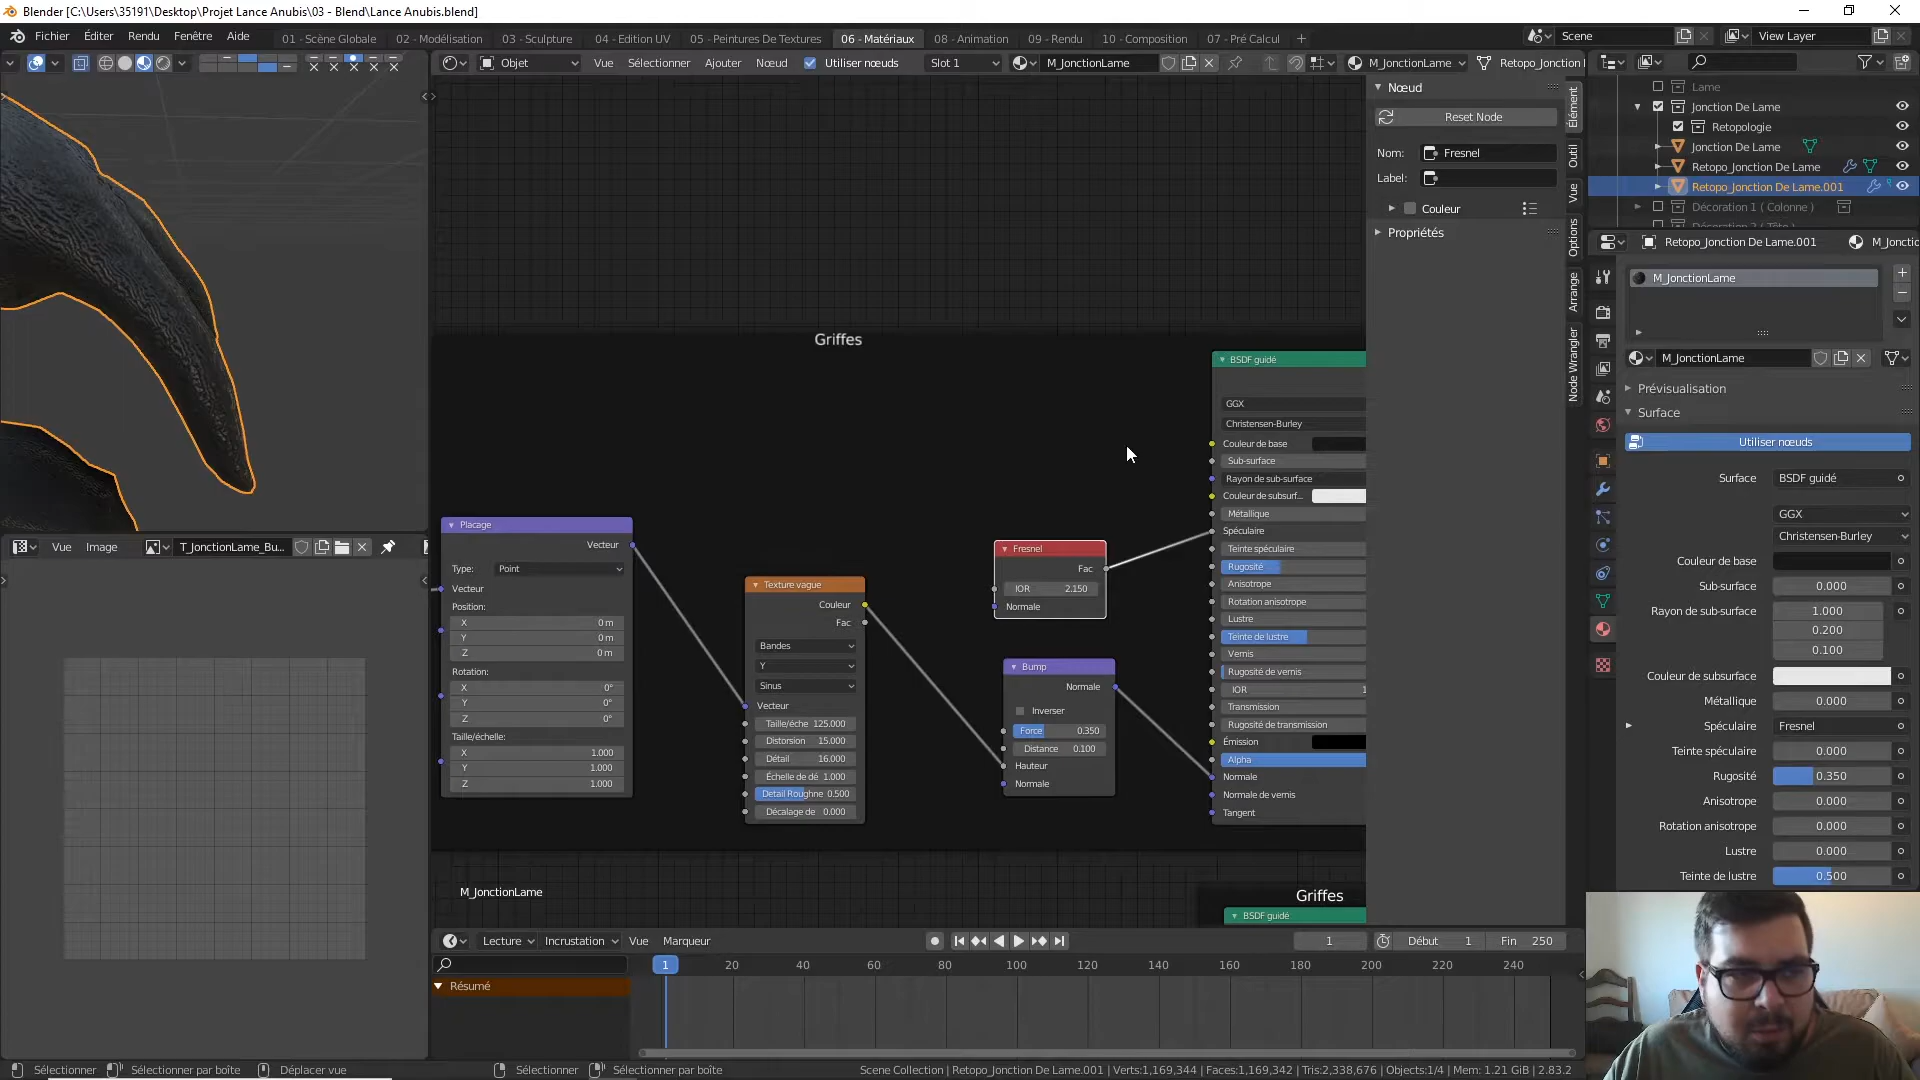 Blender [C:\Users\35191\Desktop\Projet Lance Anubis\03 - Blend\Lance Anubis.blend]
Fichier Éditer Rendu Fenêtre Aide 01 - Scène Globale 02 - Modélisation 03 - Sculpture 04 - Edition UV 05 - Peintures De Textures 06 - Matériaux 08 - Animation 09 - Rendu 10 - Composition 07 - Pré Calcul + Scene View Layer
Objet Vue Sélectionner Ajouter Nœud Utiliser nœuds Slot 1 M_JonctionLame M_JonctionLame Retopo_Jonction
Lame
Jonction De Lame
Retopologie
Jonction De Lame
Retopo_Jonction De Lame
Retopo_Jonction De Lame.001
Décoration 1 ( Colonne )
Décoration 2 ( Tête )
Nœud
Reset Node
Nom: Fresnel
Label:
Couleur
Propriétés
Elément
Outil
Vue
Options
Arrange
Node Wrangler
Griffes
Placage
Vecteur
Type: Point
Vecteur
Position:
X 0 m
Y 0 m
Z 0 m
Rotation:
X 0°
Y 0°
Z 0°
Taille/échelle:
X 1.000
Y 1.000
Z 1.000
Texture vague
Couleur
Fac
Bandes
Y
Sinus
Vecteur
Taille/éche 125.000
Distorsion 15.000
Détail 16.000
Échelle de dé 1.000
Detail Roughne 0.500
Décalage de 0.000
Fresnel
Fac
IOR 2.150
Normale
Bump
Normale
Inverser
Force 0.350
Distance 0.100
Hauteur
Normale
BSDF guidé
GGX
Christensen-Burley
Couleur de base
Sub-surface
Rayon de sub-surface
Couleur de subsurf...
Métallique
Spéculaire
Teinte spéculaire
Rugosité
Anisotrope
Rotation anisotrope
Lustre
Teinte de lustre
Vernis
Rugosité de vernis
IOR 1
Transmission
Rugosité de transmission
Émission
Alpha
Normale
Normale de vernis
Tangent
M_JonctionLame
Griffes
BSDF guidé
Vue Image T_JonctionLame_Bu...
Retopo_Jonction De Lame.001 M_Joncti
M_JonctionLame
M_JonctionLame
Prévisualisation
Surface
Utiliser nœuds
Surface BSDF guidé
GGX
Christensen-Burley
Couleur de base
Sub-surface 0.000
Rayon de sub-surface 1.000
0.200
0.100
Couleur de subsurface
Métallique 0.000
Spéculaire Fresnel
Teinte spéculaire 0.000
Rugosité 0.350
Anisotrope 0.000
Rotation anisotrope 0.000
Lustre 0.000
Teinte de lustre 0.500
Lecture Incrustation Vue Marqueur 1 Début 1 Fin 250
1 20 40 60 80 100 120 140 160 180 200 220 240
Résumé
Sélectionner Sélectionner par boîte Déplacer vue Sélectionner Sélectionner par boîte Scene Collection | Retopo_Jonction De Lame.001 | Verts:1,169,344 | Faces:1,169,342 | Tris:2,338,676 | Objects:1/4 | Mem: 1.21 GiB | 2.83.2